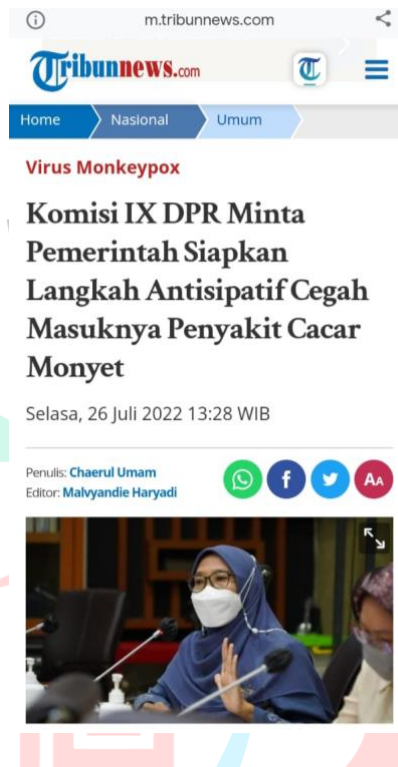 m.tribunnews.com
Tribunnews.com
Home
Nasional
Umum
Virus Monkeypox
Komisi IX DPR Minta
Pemerintah Siapkan
Langkah Antisipatif Cegah
Masuknya Penyakit Cacar
Monyet
Selasa, 26 Juli 2022 13:28 WIB
Penulis: Chaerul Umam
Editor: Malvyandie Haryadi
AA